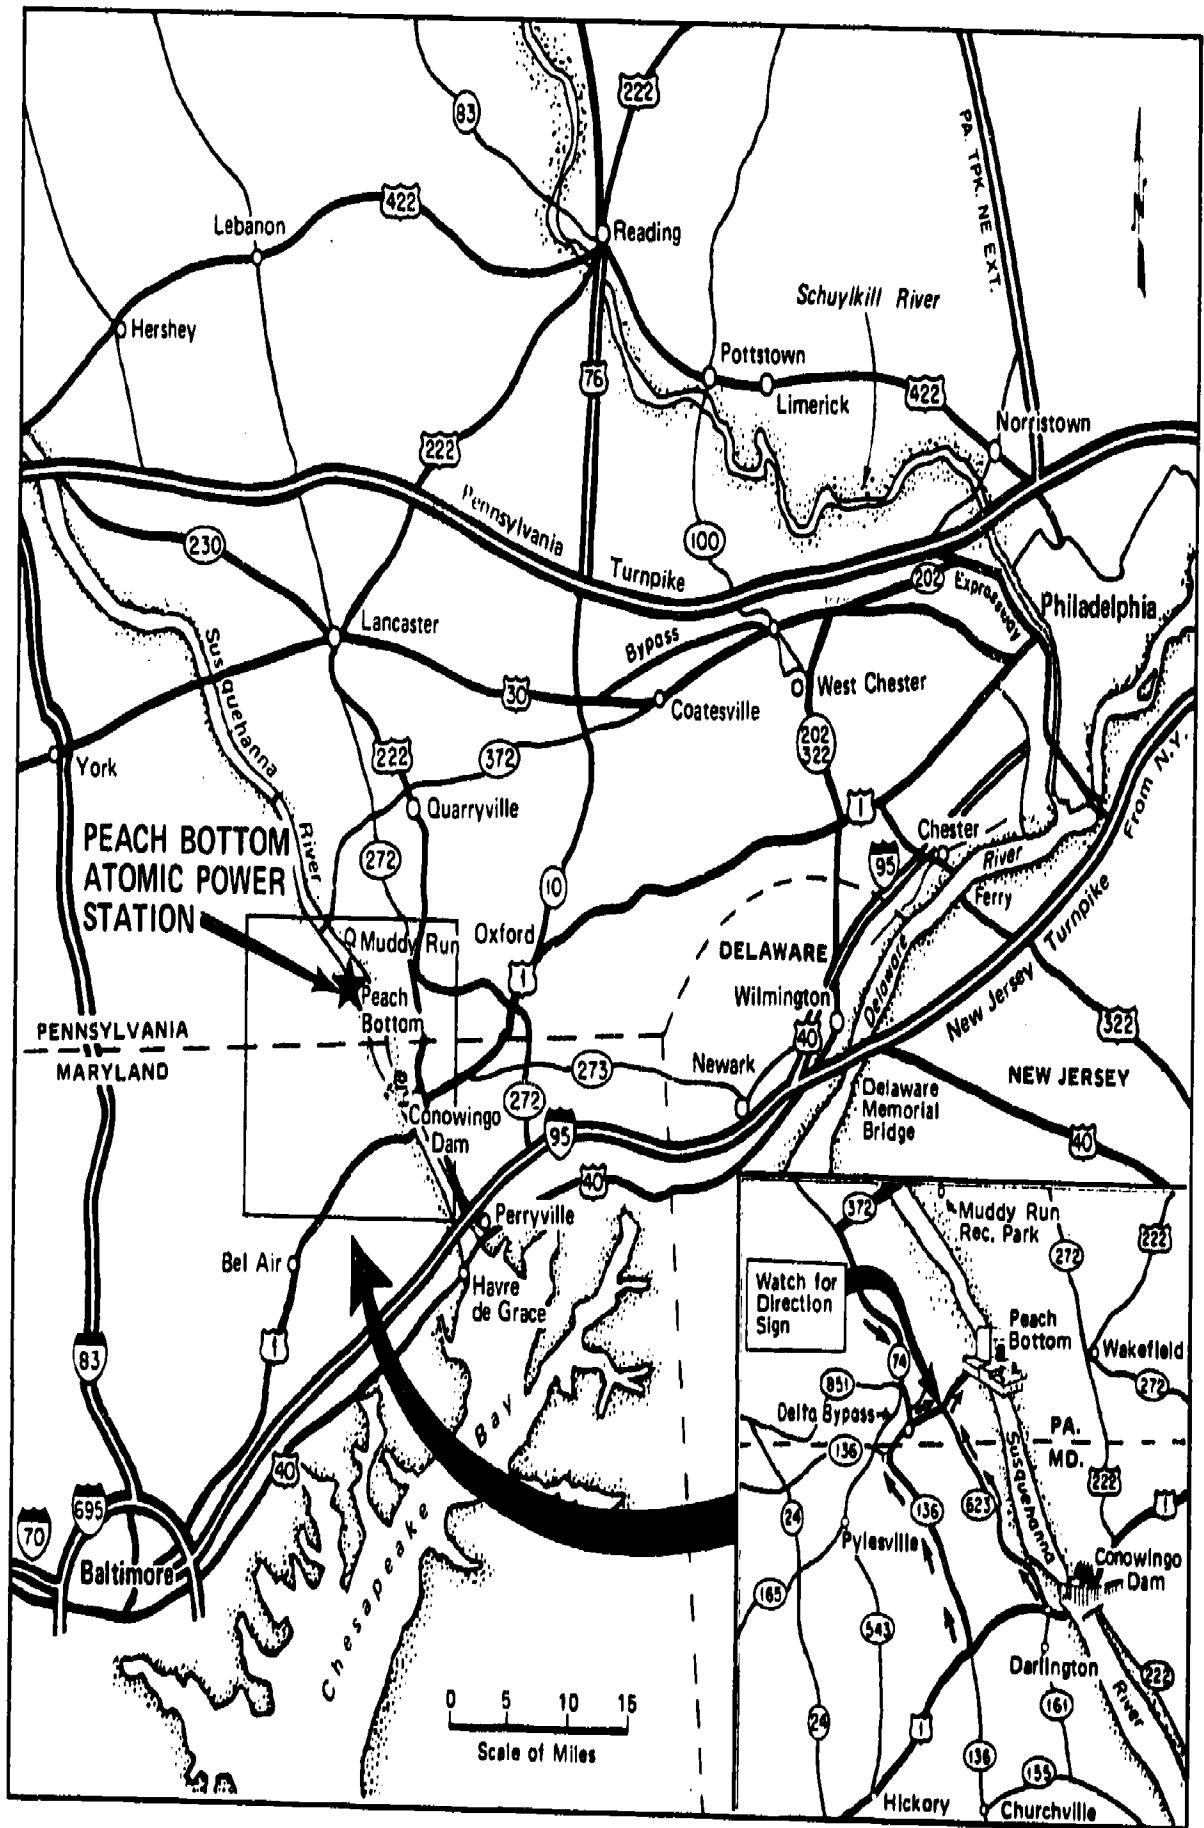 222
83
PA. TPK. NE EXT.
N
422
Lebanon
Reading
Schuylkill River
Hershey
Pottstown
76
Limerick
422
Norristown
222
Pennsylvania
Turnpike
230
100
202
Expressway
Philadelphia
Lancaster
Susquehanna
River
Bypass
30
West Chester
Coatesville
202
322
222
372
York
Quarryville
1
From N.Y.
Chester
PEACH BOTTOM
ATOMIC POWER
STATION
272
95
River
Ferry
10
Muddy Run
Oxford
DELAWARE
Delaware
New Jersey
Turnpike
1
Peach
Bottom
Wilmington
40
322
PENNSYLVANIA
MARYLAND
Newark
273
NEW JERSEY
272
Delaware
Memorial
Bridge
Conowingo
Dam
95
40
40
Perryville
Bel Air
Havre
de Grace
1
83
Chesapeake
Bay
40
695
70
Baltimore
0 5 10 15
Scale of Miles
372
Muddy Run
Rec. Park
272
222
Watch for
Direction
Sign
Peach
Bottom
Wakefield
74
851
272
Delta Bypass
136
PA.
MD.
Susquehanna
222
1
24
136
623
Pylesville
Conowingo
Dam
165
543
Darlington
222
River
161
24
1
136
155
Hickory
Churchville